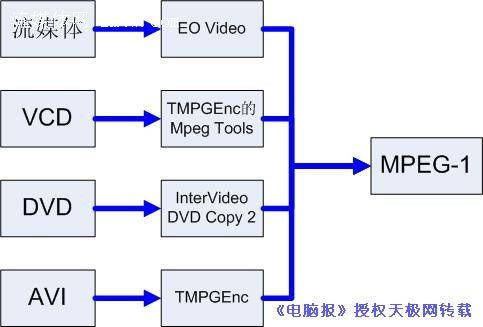 流媒体
EO Video
VCD
TMPGEnc的
Mpeg Tools
MPEG-1
DVD
InterVideo
DVD Copy 2
AVI
TMPGEnc
《电脑报》授权天极网转载